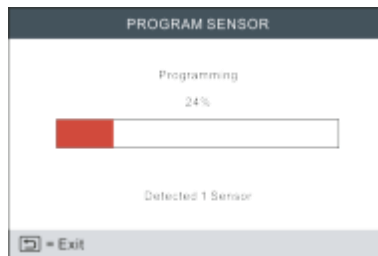 PROGRAM SENSOR
Programming
24%
Detected 1 Sensor
= Exit